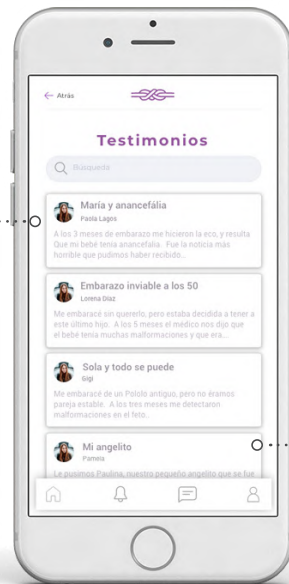 Atrás
Testimonios
Busqueda
María y anancefália
Paola Lagos
A los 3 meses de embarazo me hicieron la eco, y resulta
Que mi bebé tenía anancefalia. Fue la noticia más
horrible que pudimos haber recibido..
Embarazo inviable a los 50
Lorena Díaz
Me embaracé sin quererlo, pero estaba decidida a tener a
este último hijo. A los 5 meses el médico nos dijo que
el bebé tenía muchas malformaciones y que era...
Sola y todo se puede
Gigi
Me embaracé de un Pololo antiguo, pero no éramos
pareja estable. A los tres meses me detectaron
malformaciones en el feto..
Mi angelito
Pamela
Le pusimos Paulina, nuestro pequeño angelito que se fue